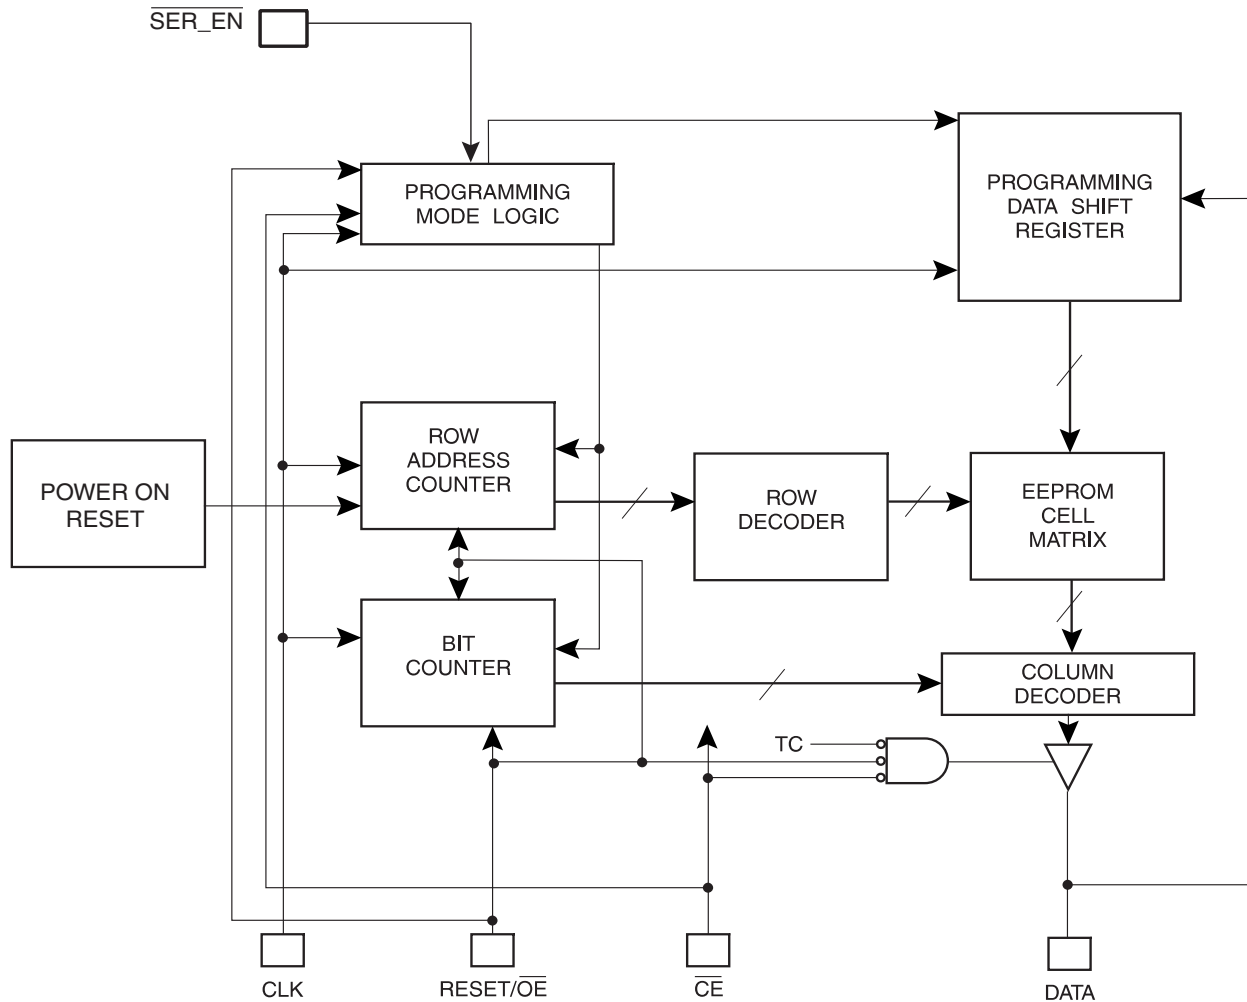 SER_EN
PROGRAMMING
MODE LOGIC
PROGRAMMING
DATA SHIFT
REGISTER
ROW
ADDRESS
COUNTER
POWER ON
RESET
ROW
DECODER
EEPROM
CELL
MATRIX
BIT
COUNTER
COLUMN
DECODER
TC
CLK
RESET/OE
CE
DATA